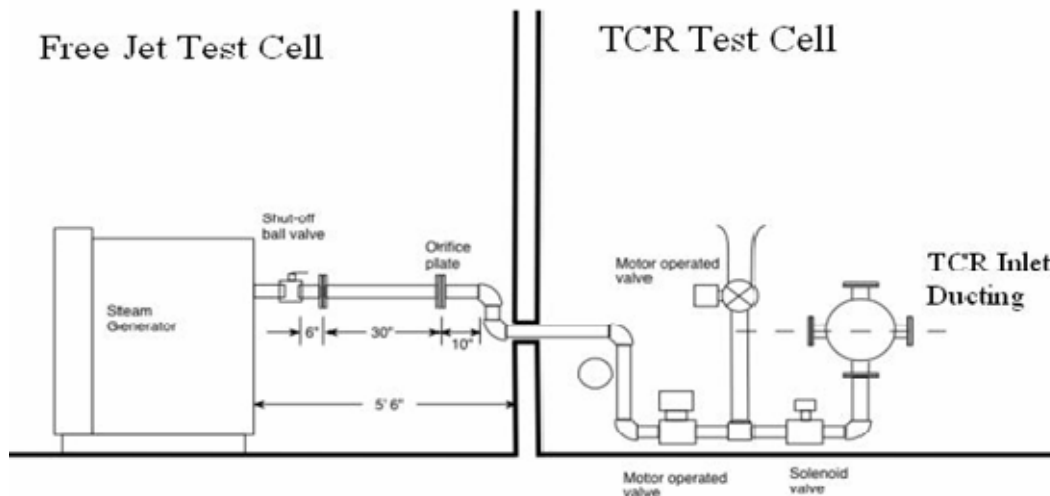 Free Jet Test Cell
TCR Test Cell
Shut-off
ball valve
Orifice
plate
Motor operated
valve
TCR Inlet
Ducting
Steam
Generator
6"
30"
10"
5' 6"
Motor operated
valve
Solenoid
valve